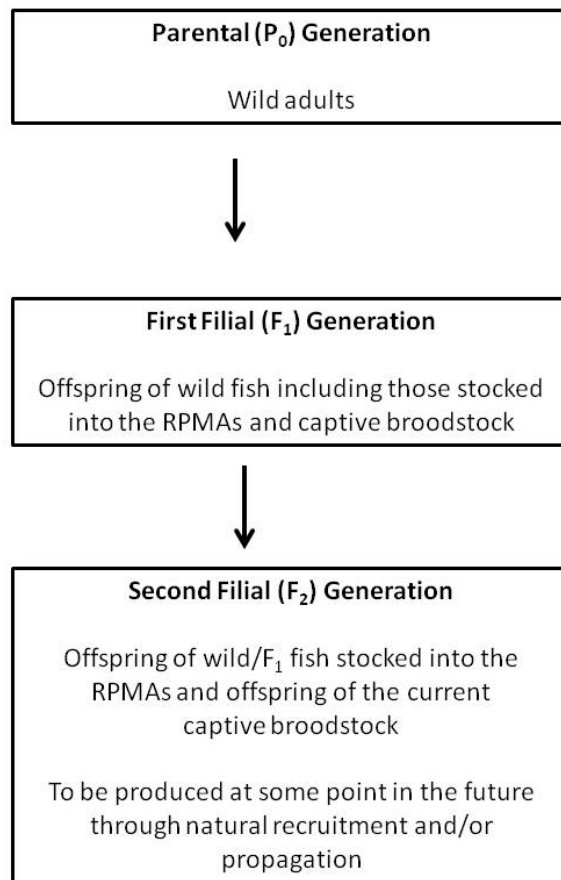 Parental (P₀) Generation
Wild adults
First Filial (F₁) Generation
Offspring of wild fish including those stocked
into the RPMAs and captive broodstock
Second Filial (F₂) Generation
Offspring of wild/F₁ fish stocked into the
RPMAs and offspring of the current
captive broodstock
To be produced at some point in the future
through natural recruitment and/or
propagation